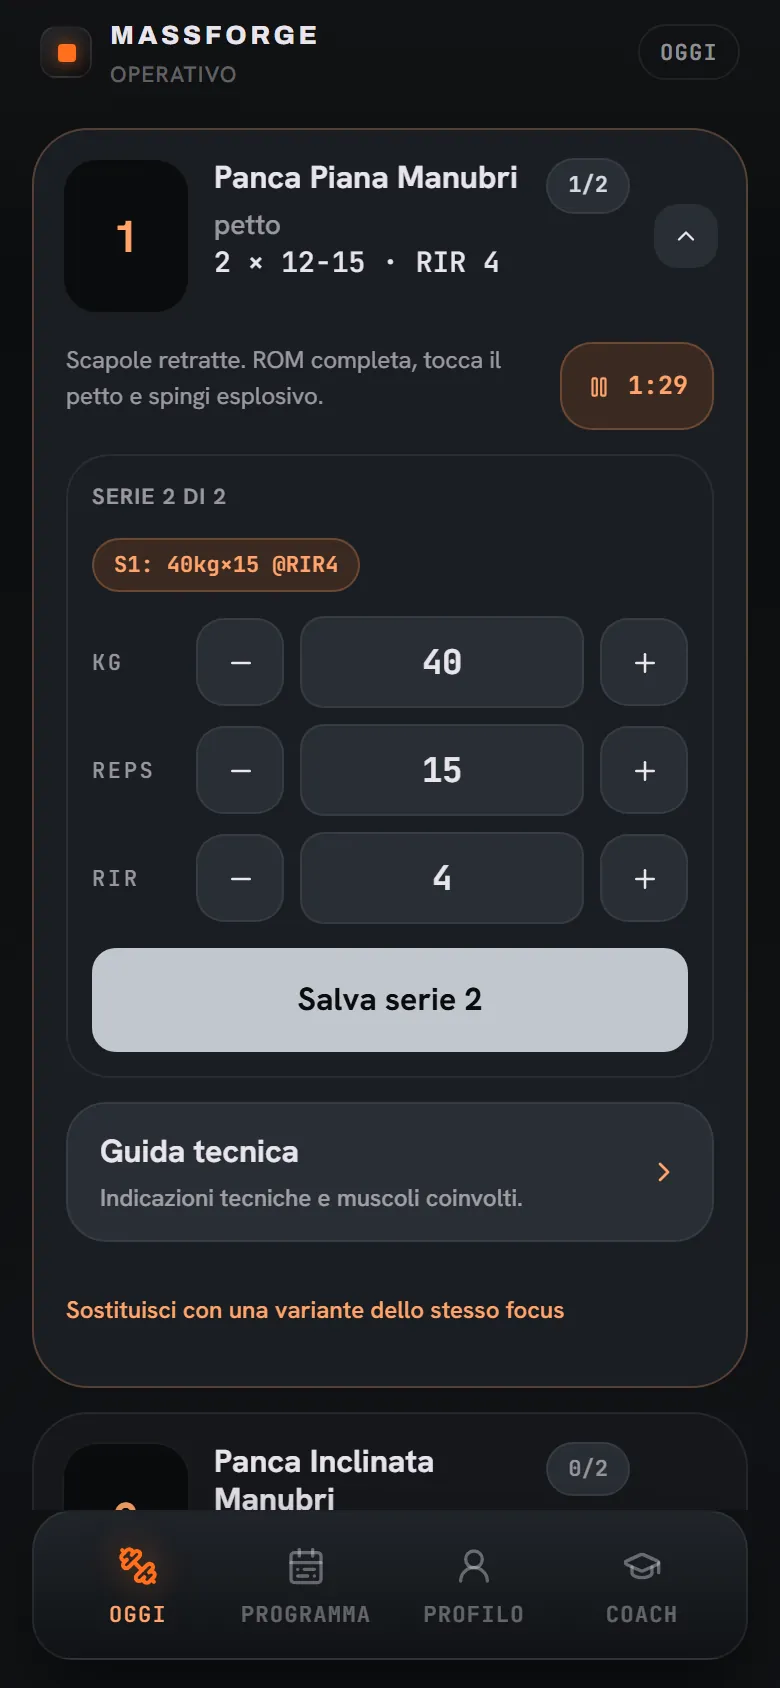 MASSFORGE
OPERATIVO
OGGI
1
Panca Piana Manubri
1/2
petto
2 × 12-15 · RIR 4
Scapole retratte. ROM completa, tocca il
petto e spingi esplosivo.
1:29
SERIE 2 DI 2
S1: 40kg×15 @RIR4
KG
−
40
+
REPS
−
15
+
RIR
−
4
+
Salva serie 2
Guida tecnica
Indicazioni tecniche e muscoli coinvolti.
Sostituisci con una variante dello stesso focus
Panca Inclinata
Manubri
0/2
OGGI
PROGRAMMA
PROFILO
COACH